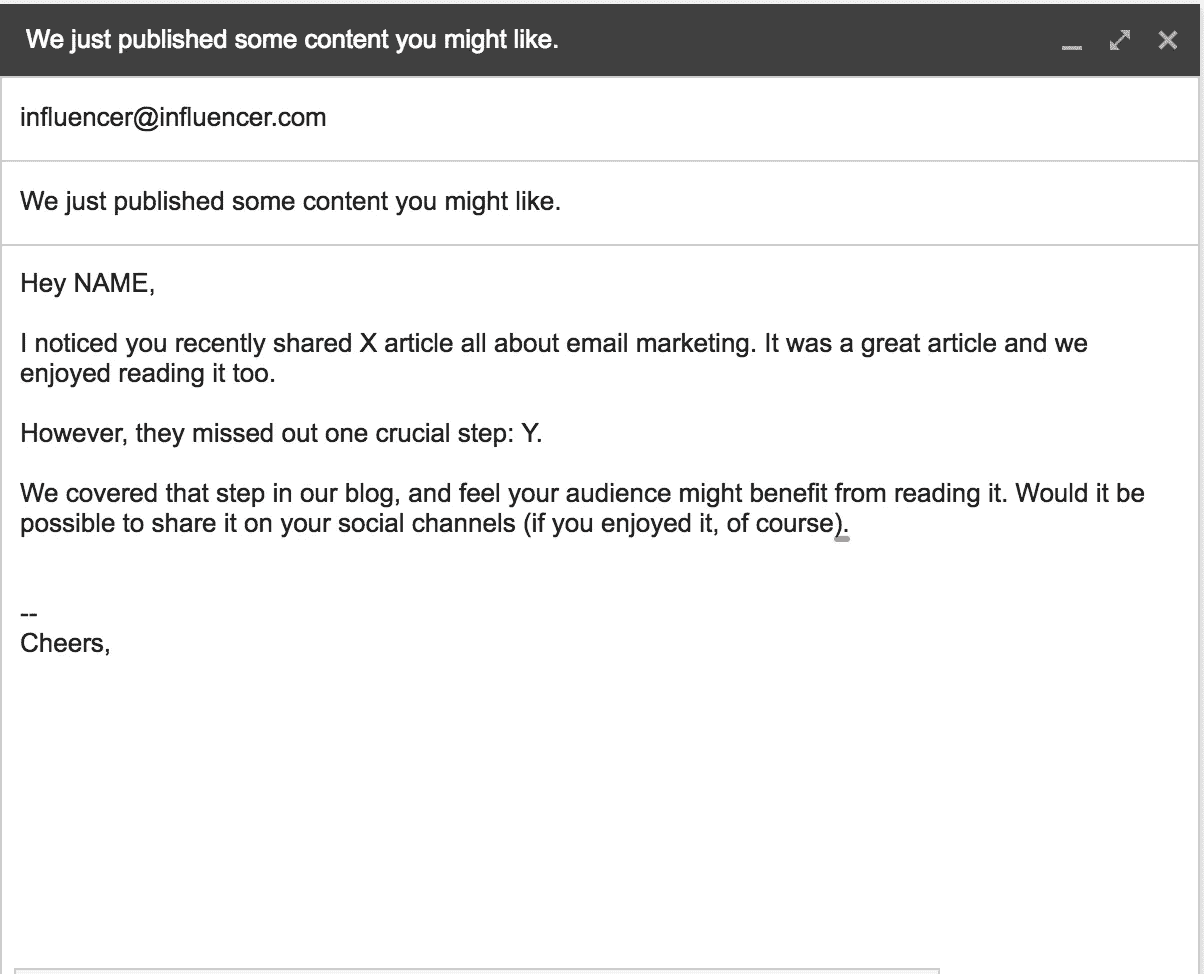 We just published some content you might like.
influencer@influencer.com
We just published some content you might like.
Hey NAME,
I noticed you recently shared X article all about email marketing. It was a great article and we
enjoyed reading it too.
However, they missed out one crucial step: Y.
We covered that step in our blog, and feel your audience might benefit from reading it. Would it be
possible to share it on your social channels (if you enjoyed it, of course).
--
Cheers,